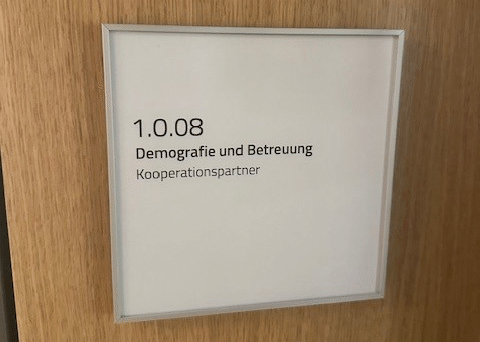 1.0.08
Demografie und Betreuung
Kooperationspartner